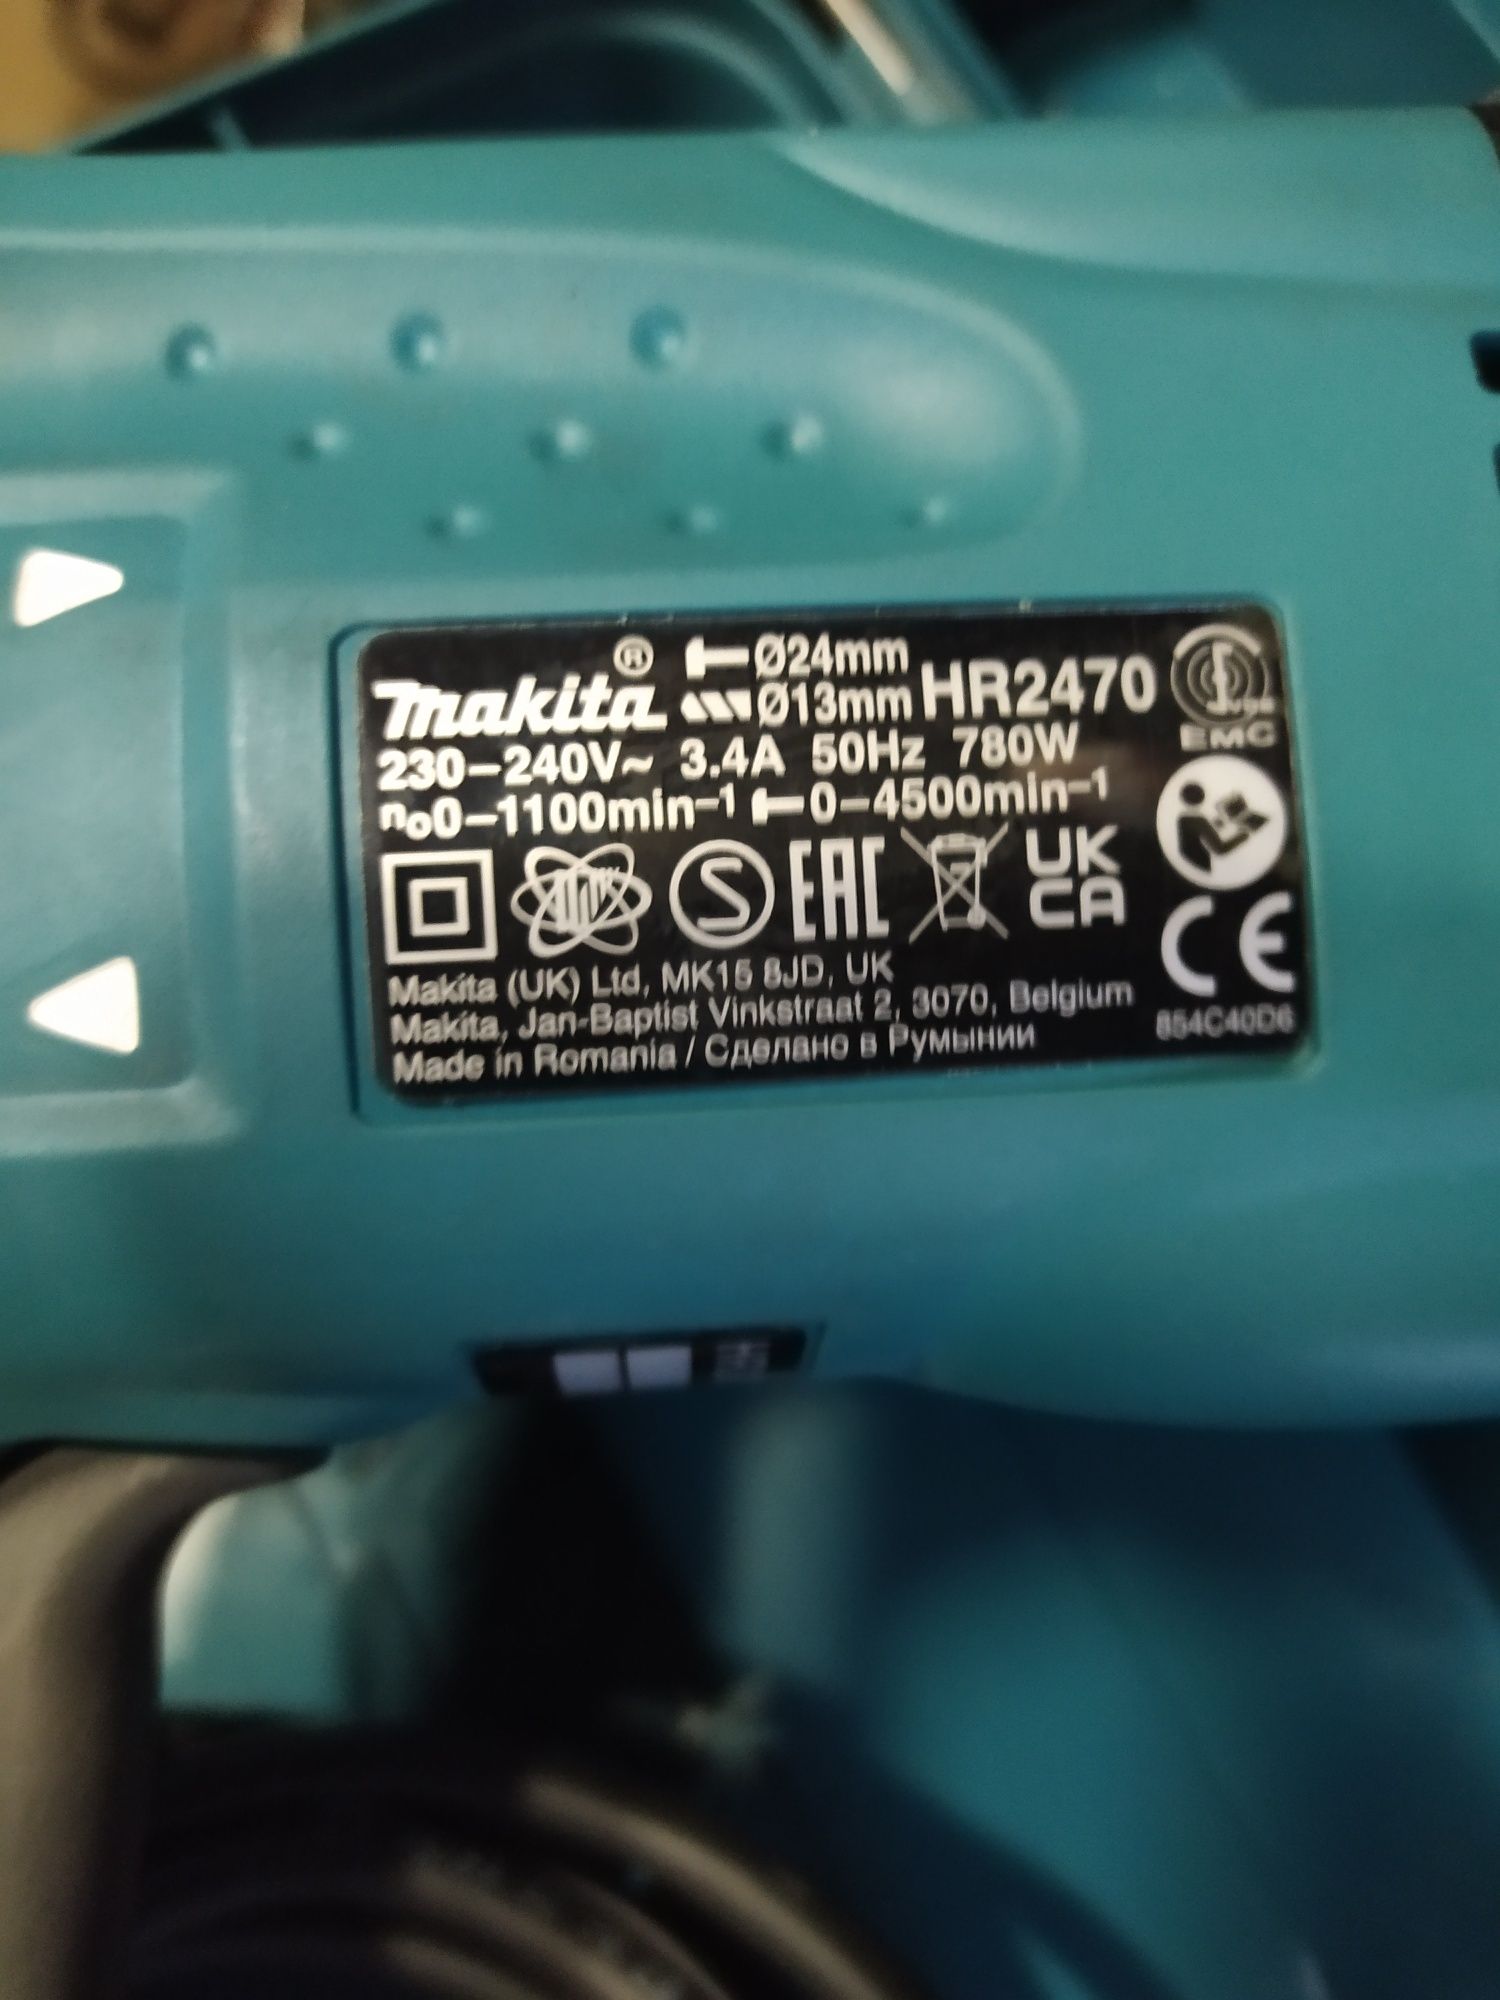 makita® Ø24mm HR2470
Ø13mm
230–240V~ 3.4A 50Hz 780W
n₀0–1100min⁻¹ 0–4500min⁻¹
EMC
S EAC UK CA
CE
Makita (UK) Ltd, MK15 8JD, UK
Makita, Jan-Baptist Vinkstraat 2, 3070, Belgium
Made in Romania / Сделано в Румынии
854C40D6